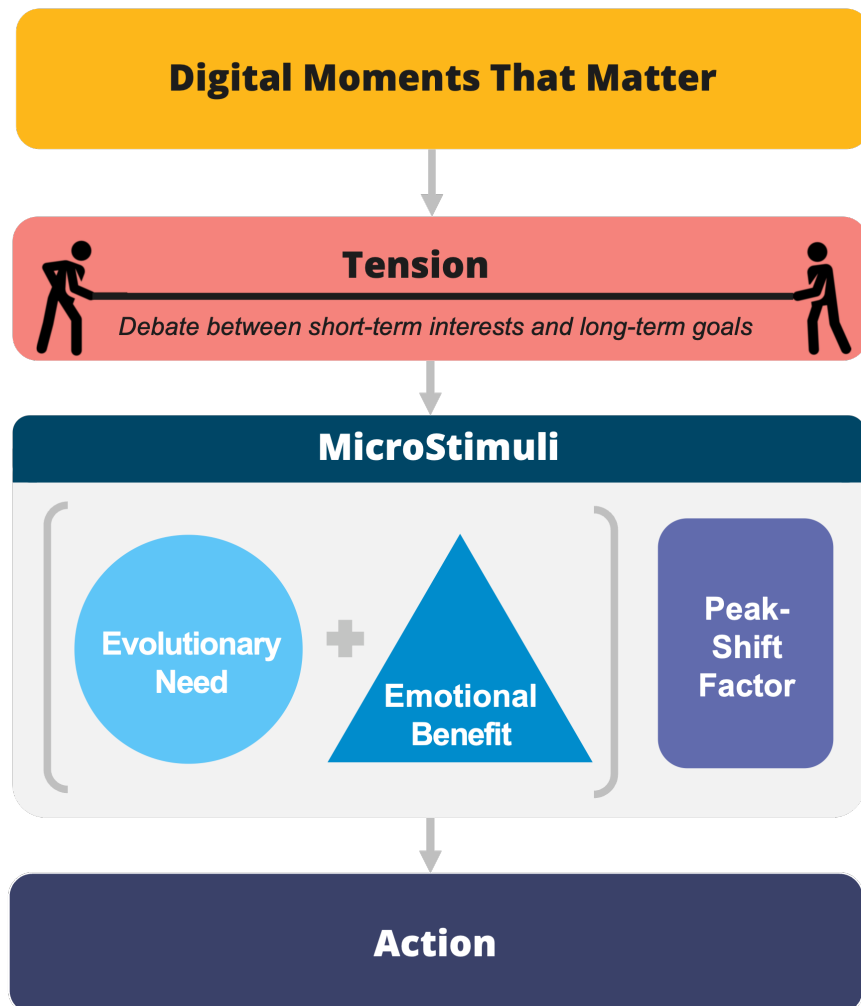 Digital Moments That Matter
Tension
Debate between short-term interests and long-term goals
MicroStimuli
Evolutionary
Need
Emotional
Benefit
Peak-
Shift
Factor
Action